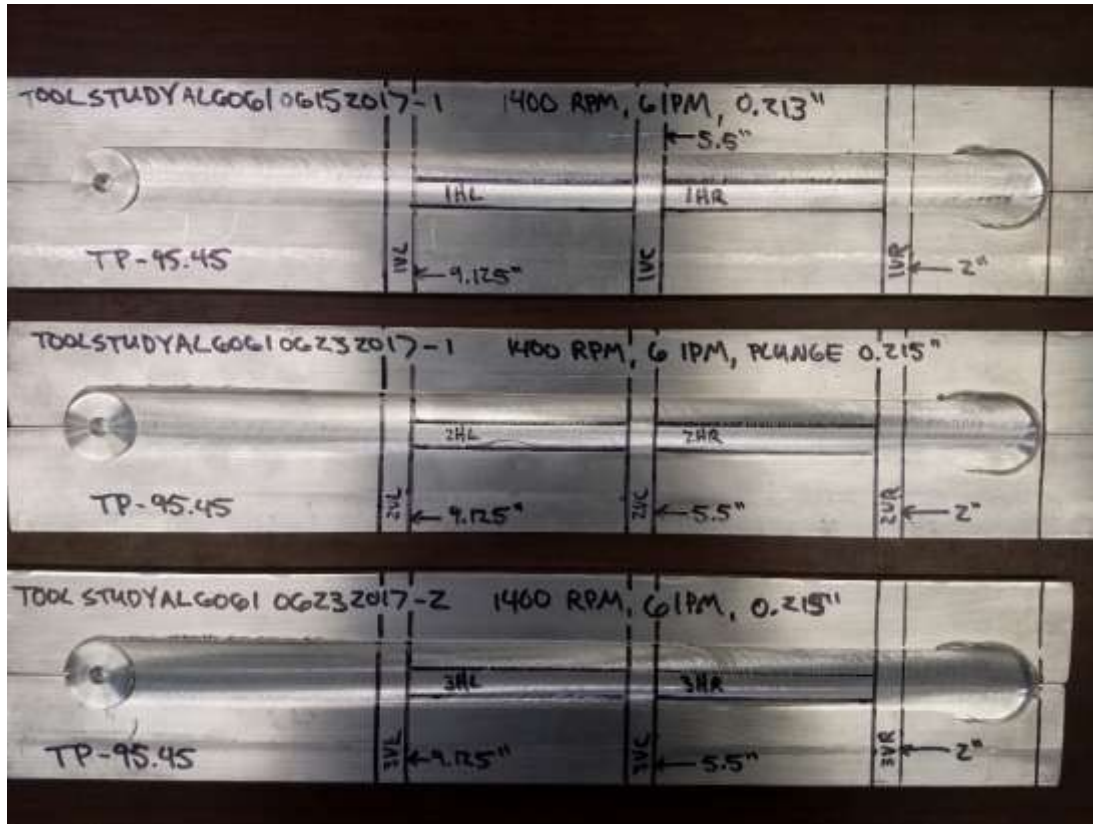 TOOLSTUDYAL6061 06152017-1 1400 RPM, 6 IPM, 0.213"
←5.5"
1HL 1HR
TP-95.45 1VL ←9.125" 1VC 1VR ←2"
TOOLSTUDYAL6061 06232017-1 1400 RPM, 6 IPM, PLUNGE 0.215"
2HL 2HR
TP-95.45 2VL ←9.125" 2VC ←5.5" 2VR ←2"
TOOL STUDYAL6061 06232017-2 1400 RPM, 6 IPM, 0.215"
3HL 3HR
TP-95.45 3VL ←9.125" 3VC ←5.5" 3VR ←2"